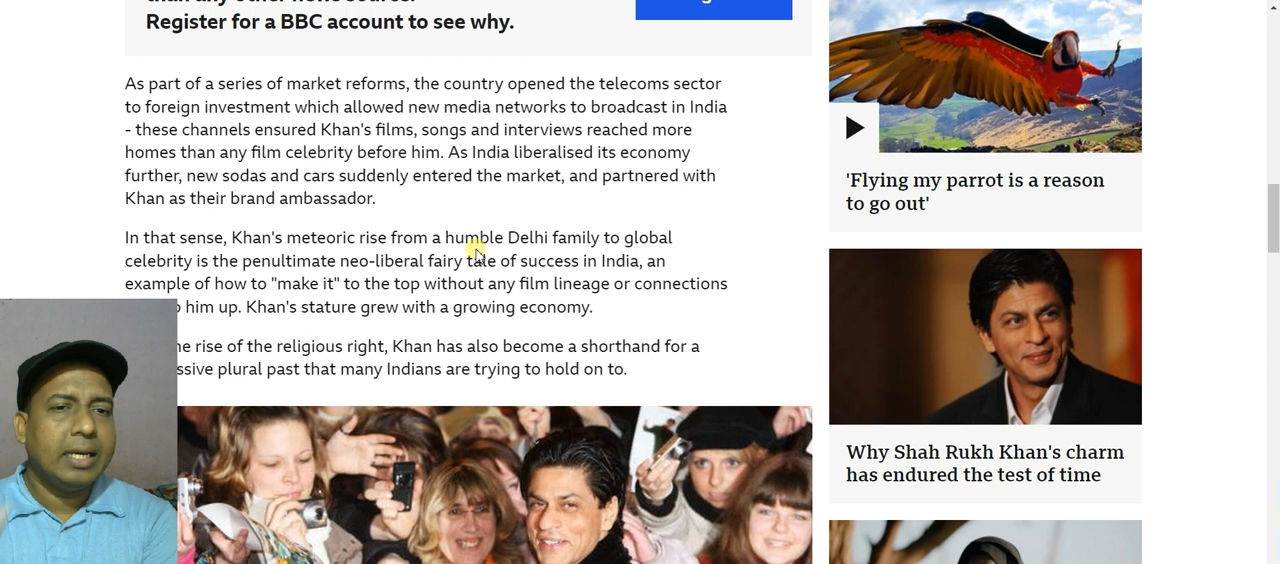 Register for a BBC account to see why.
As part of a series of market reforms, the country opened the telecoms sector
to foreign investment which allowed new media networks to broadcast in India
- these channels ensured Khan's films, songs and interviews reached more
homes than any film celebrity before him. As India liberalised its economy
further, new sodas and cars suddenly entered the market, and partnered with
Khan as their brand ambassador.
In that sense, Khan's meteoric rise from a humble Delhi family to global
celebrity is the penultimate neo-liberal fairy tale of success in India, an
example of how to "make it" to the top without any film lineage or connections
him up. Khan's stature grew with a growing economy.
rise of the religious right, Khan has also become a shorthand for a
plural past that many Indians are trying to hold on to.
'Flying my parrot is a reason
to go out'
Why Shah Rukh Khan's charm
has endured the test of time